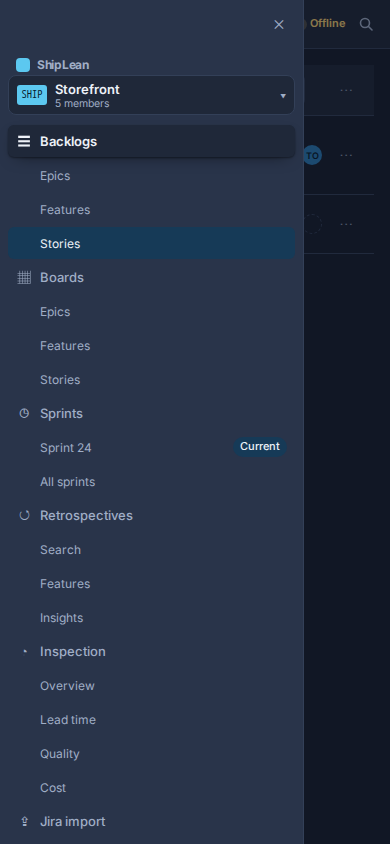 Offline
ShipLean
SHIP
Storefront
5 members
Backlogs
Epics
Features
Stories
TO
Boards
Epics
Features
Stories
Sprints
Sprint 24
Current
All sprints
Retrospectives
Search
Features
Insights
Inspection
Overview
Lead time
Quality
Cost
Jira import